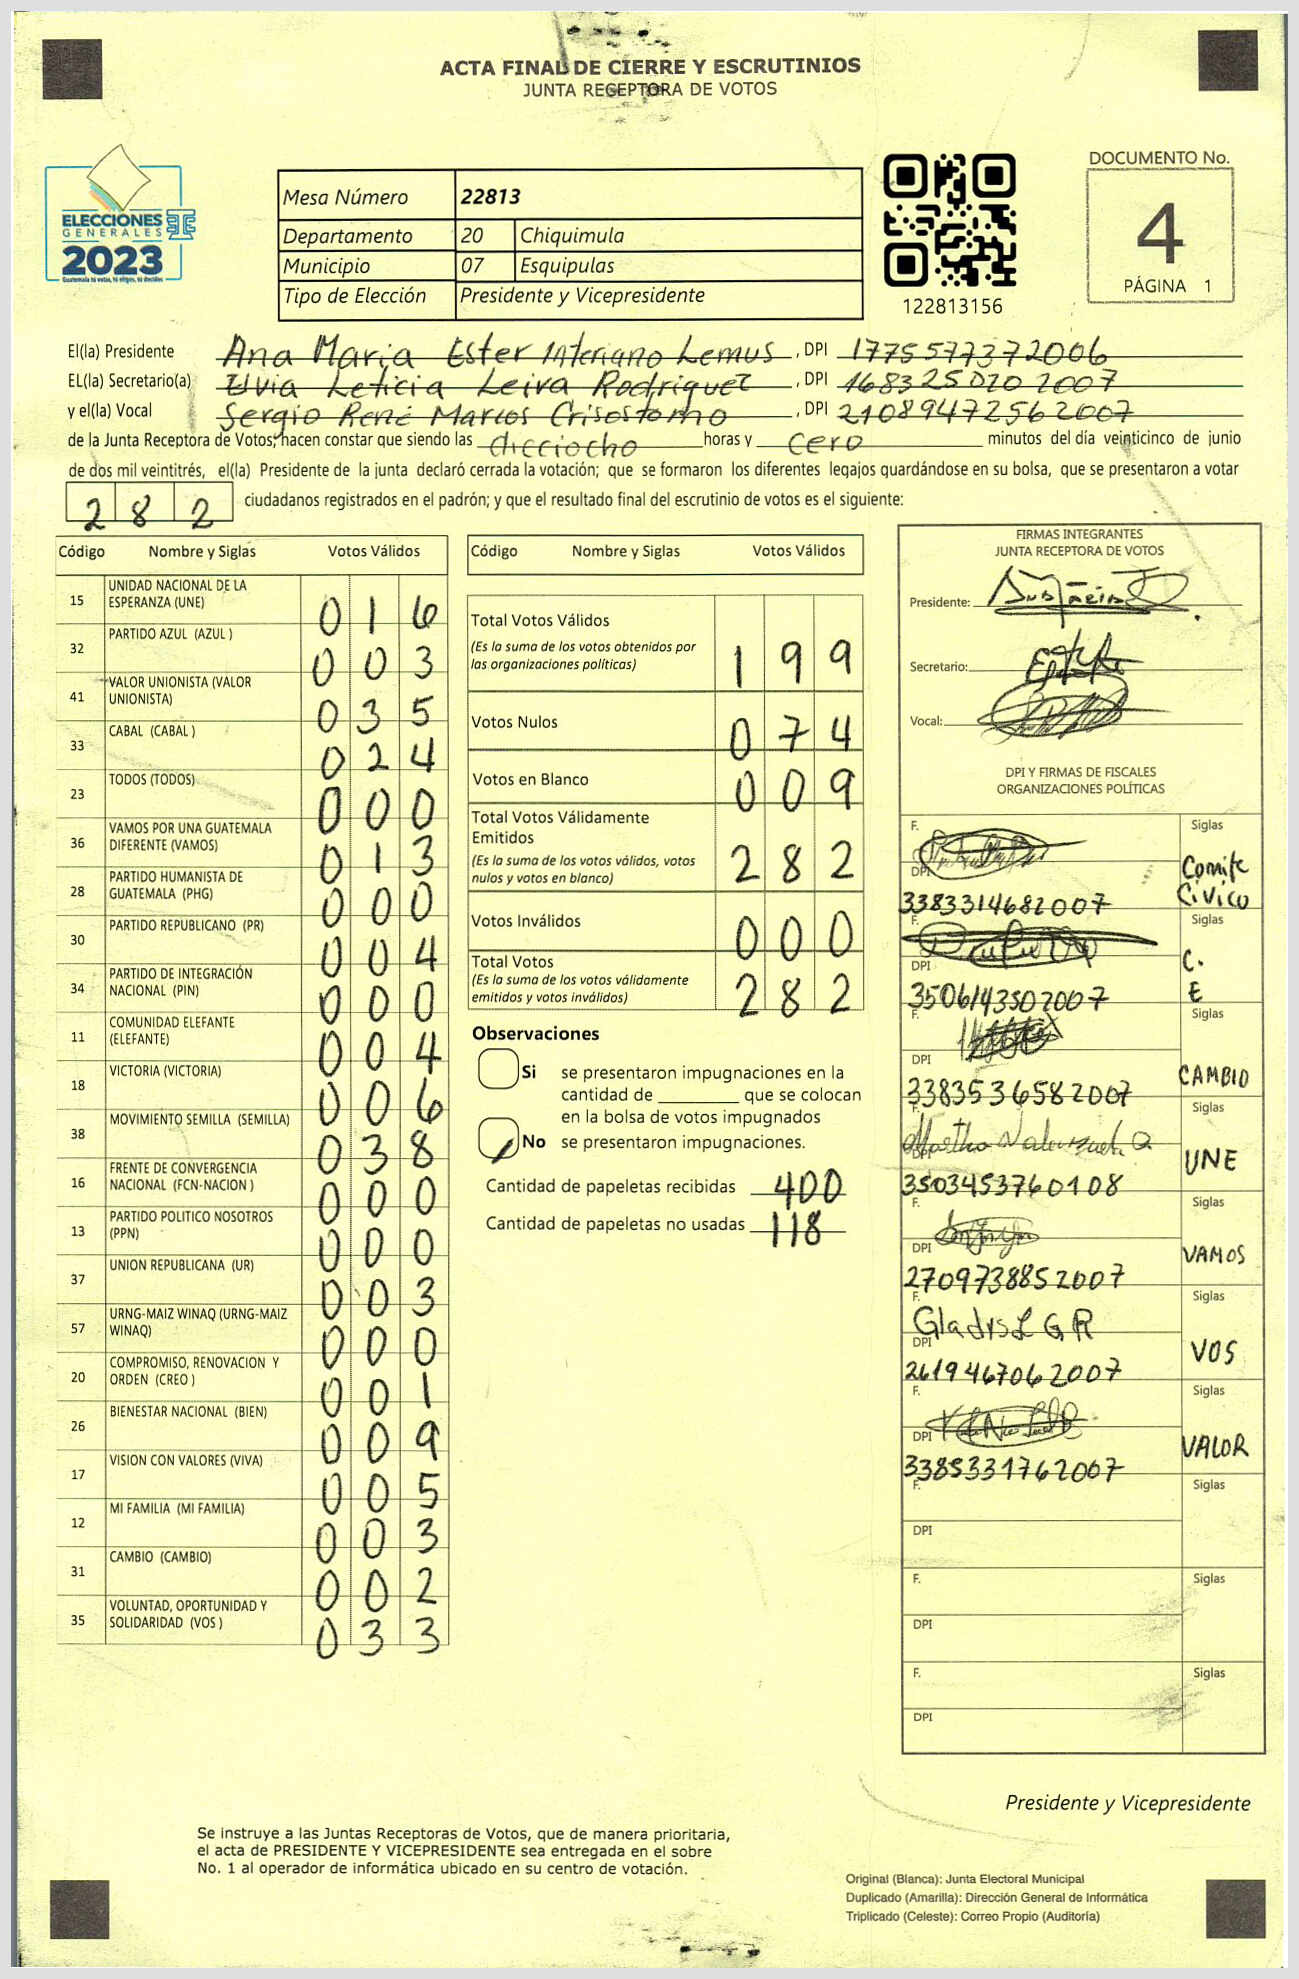 ACTA FINAL DE CIERRE Y ESCRUTINIOS
JUNTA RECEPTORA DE VOTOS
ELECCIONES
GENERALES
2023
Mesa Número 22813
Departamento 20 Chiquimula
Municipio 07 Esquipulas
Tipo de Elección Presidente y Vicepresidente
122813156
DOCUMENTO No.
4
PÁGINA 1
El(la) Presidente Ana Maria Ester Interiano Lemus , DPI 1775577372006
EL(la) Secretario(a) Elvia Leticia Leiva Rodriguez , DPI 168325020 2007
y el(la) Vocal Sergio René Marcos Crisostomo , DPI 2108947256 2007
de la Junta Receptora de Votos, hacen constar que siendo las dicciocho horas y cero minutos del día veinticinco de junio
de dos mil veintitrés, el(la) Presidente de la junta declaró cerrada la votación; que se formaron los diferentes legajos quardándose en su bolsa, que se presentaron a votar
2 8 2 ciudadanos registrados en el padrón; y que el resultado final del escrutinio de votos es el siguiente:
Código Nombre y Siglas Votos Válidos
15 UNIDAD NACIONAL DE LA ESPERANZA (UNE) 0 1 6
32 PARTIDO AZUL (AZUL ) 0 0 3
41 VALOR UNIONISTA (VALOR UNIONISTA) 0 3 5
33 CABAL (CABAL ) 0 2 4
23 TODOS (TODOS) 0 0 0
36 VAMOS POR UNA GUATEMALA DIFERENTE (VAMOS) 0 1 3
28 PARTIDO HUMANISTA DE GUATEMALA (PHG) 0 0 0
30 PARTIDO REPUBLICANO (PR) 0 0 4
34 PARTIDO DE INTEGRACIÓN NACIONAL (PIN) 0 0 0
11 COMUNIDAD ELEFANTE (ELEFANTE) 0 0 4
18 VICTORIA (VICTORIA) 0 0 6
38 MOVIMIENTO SEMILLA (SEMILLA) 0 3 8
16 FRENTE DE CONVERGENCIA NACIONAL (FCN-NACION ) 0 0 0
13 PARTIDO POLITICO NOSOTROS (PPN) 0 0 0
37 UNION REPUBLICANA (UR) 0 0 3
57 URNG-MAIZ WINAQ (URNG-MAIZ WINAQ) 0 0 0
20 COMPROMISO, RENOVACION Y ORDEN (CREO ) 0 0 1
26 BIENESTAR NACIONAL (BIEN) 0 0 9
17 VISION CON VALORES (VIVA) 0 0 5
12 MI FAMILIA (MI FAMILIA) 0 0 3
31 CAMBIO (CAMBIO) 0 0 2
35 VOLUNTAD, OPORTUNIDAD Y SOLIDARIDAD (VOS ) 0 3 3
Código Nombre y Siglas Votos Válidos
Total Votos Válidos 1 9 9
(Es la suma de los votos obtenidos por
las organizaciones políticas)
Votos Nulos 0 7 4
Votos en Blanco 0 0 9
Total Votos Válidamente
Emitidos 2 8 2
(Es la suma de los votos válidos, votos
nulos y votos en blanco)
Votos Inválidos 0 0 0
Total Votos 2 8 2
(Es la suma de los votos válidamente
emitidos y votos inválidos)
Observaciones
Si se presentaron impugnaciones en la
cantidad de ________ que se colocan
en la bolsa de votos impugnados
No se presentaron impugnaciones.
Cantidad de papeletas recibidas 400
Cantidad de papeletas no usadas 118
FIRMAS INTEGRANTES
JUNTA RECEPTORA DE VOTOS
Presidente:
Secretario:
Vocal:
DPI Y FIRMAS DE FISCALES
ORGANIZACIONES POLÍTICAS
F. Siglas
DPI 3383314682007 Comite Civico
F. Siglas
DPI 3506143502007 C. E
F. Siglas
DPI 3383536582007 CAMBIO
F. Siglas
DPI 3503453760108 UNE
F. Siglas
DPI 2709738852007 VAMOS
F. Gladys L G R Siglas
DPI 2619467062007 VOS
F. Siglas
DPI 3385331762007 VALOR
F. Siglas
DPI
F. Siglas
DPI
F. Siglas
DPI
Presidente y Vicepresidente
Se instruye a las Juntas Receptoras de Votos, que de manera prioritaria,
el acta de PRESIDENTE Y VICEPRESIDENTE sea entregada en el sobre
No. 1 al operador de informática ubicado en su centro de votación.
Original (Blanca): Junta Electoral Municipal
Duplicado (Amarilla): Dirección General de Informática
Triplicado (Celeste): Correo Propio (Auditoría)